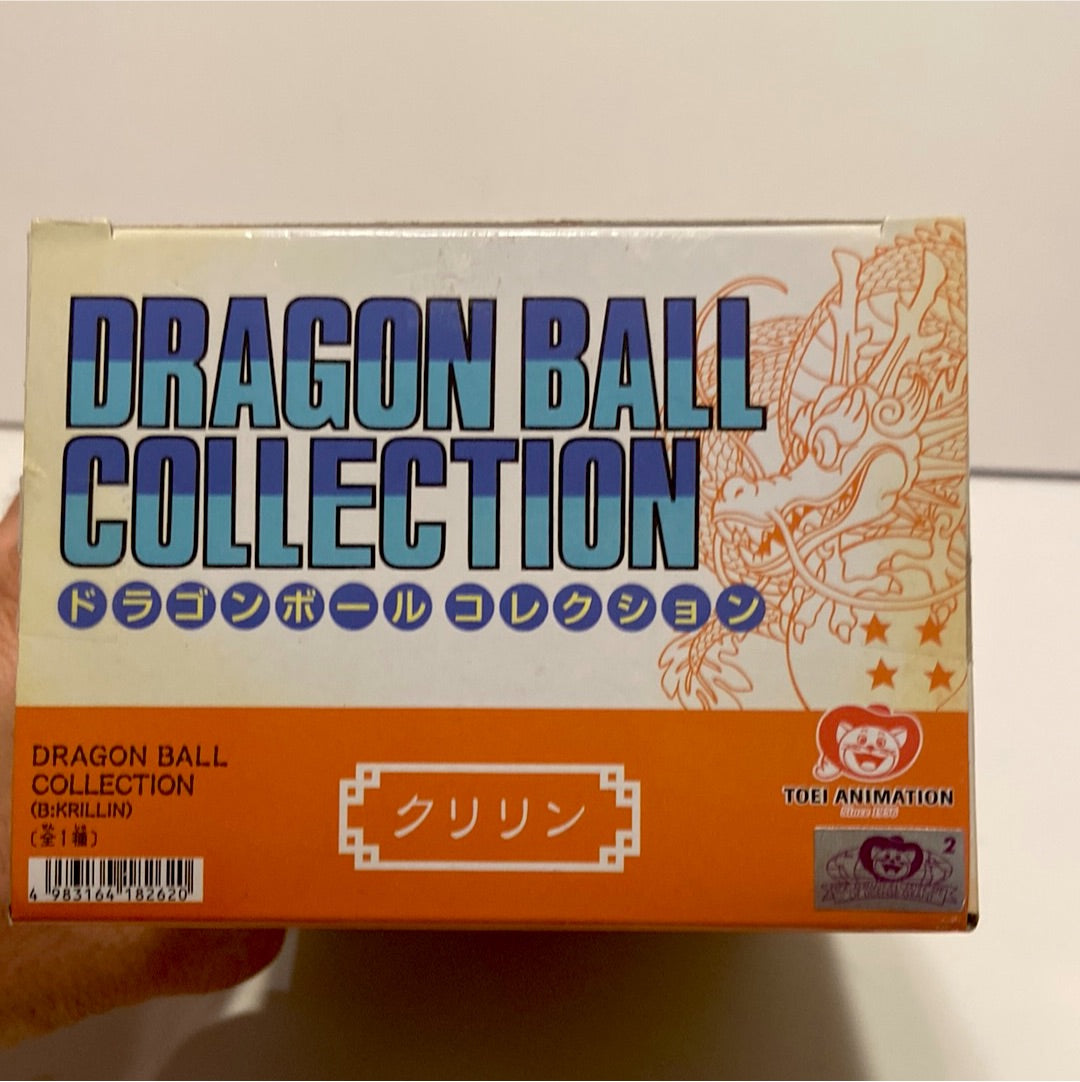 DRAGON BALL
COLLECTION
ドラゴンボール コレクション
DRAGON BALL
COLLECTION
(B:KRILLIN)
(全1種)
4 983164 182620
クリリン
TOEI ANIMATION
Since 1956
2